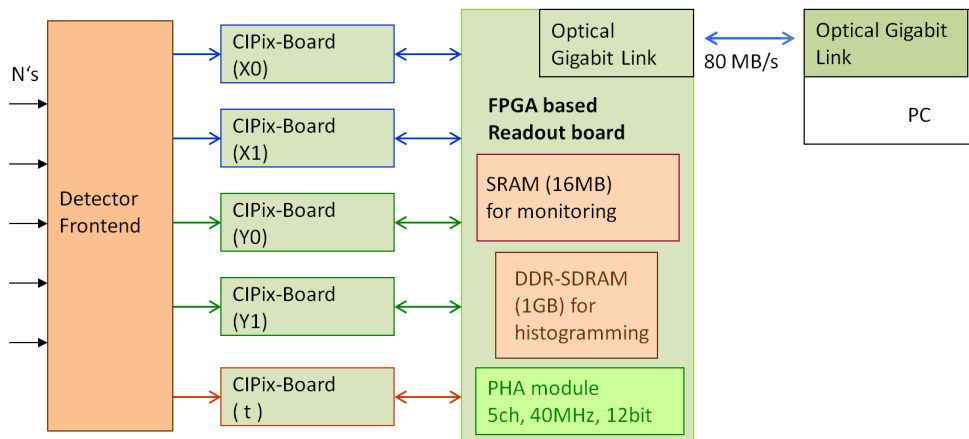 N's
Detector
Frontend
CIPix-Board
(X0)
CIPix-Board
(X1)
CIPix-Board
(Y0)
CIPix-Board
(Y1)
CIPix-Board
( t )
Optical
Gigabit Link
FPGA based
Readout board
SRAM (16MB)
for monitoring
DDR-SDRAM
(1GB) for
histogramming
PHA module
5ch, 40MHz, 12bit
80 MB/s
Optical Gigabit
Link
PC